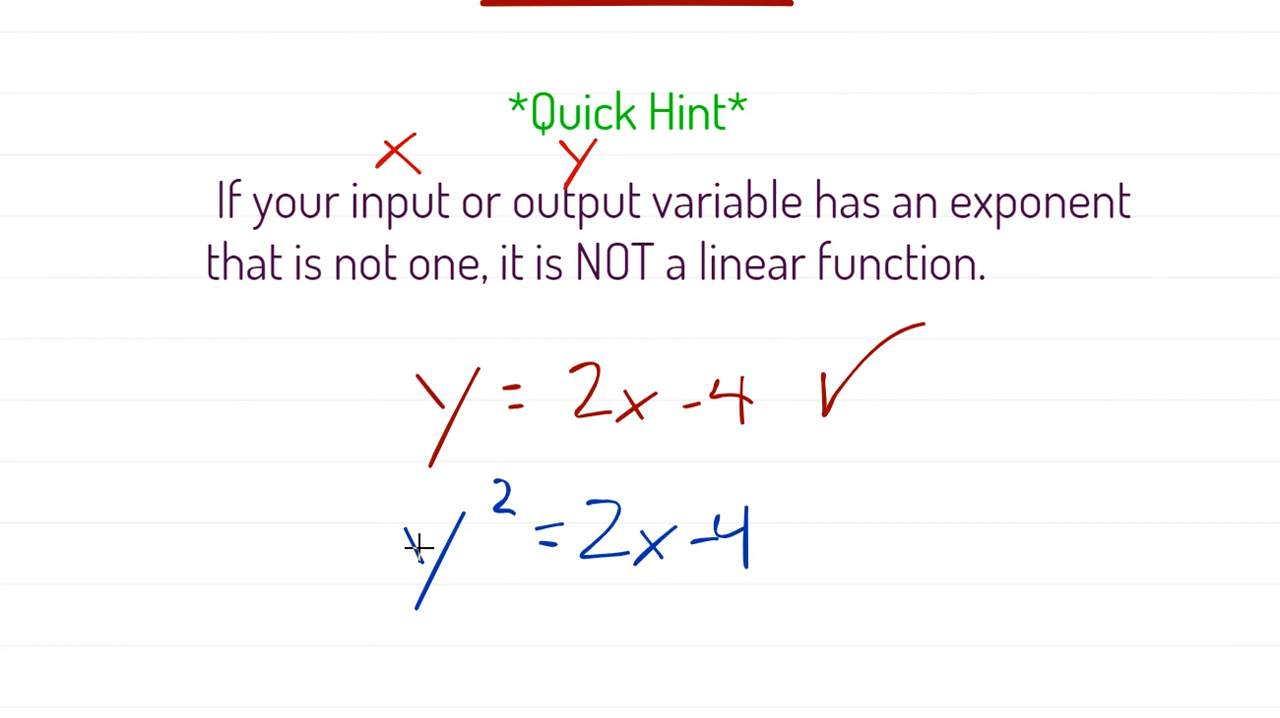 *Quick Hint*
x y
If your input or output variable has an exponent
that is not one, it is NOT a linear function.
y = 2x - 4 ✓
y² = 2x - 4